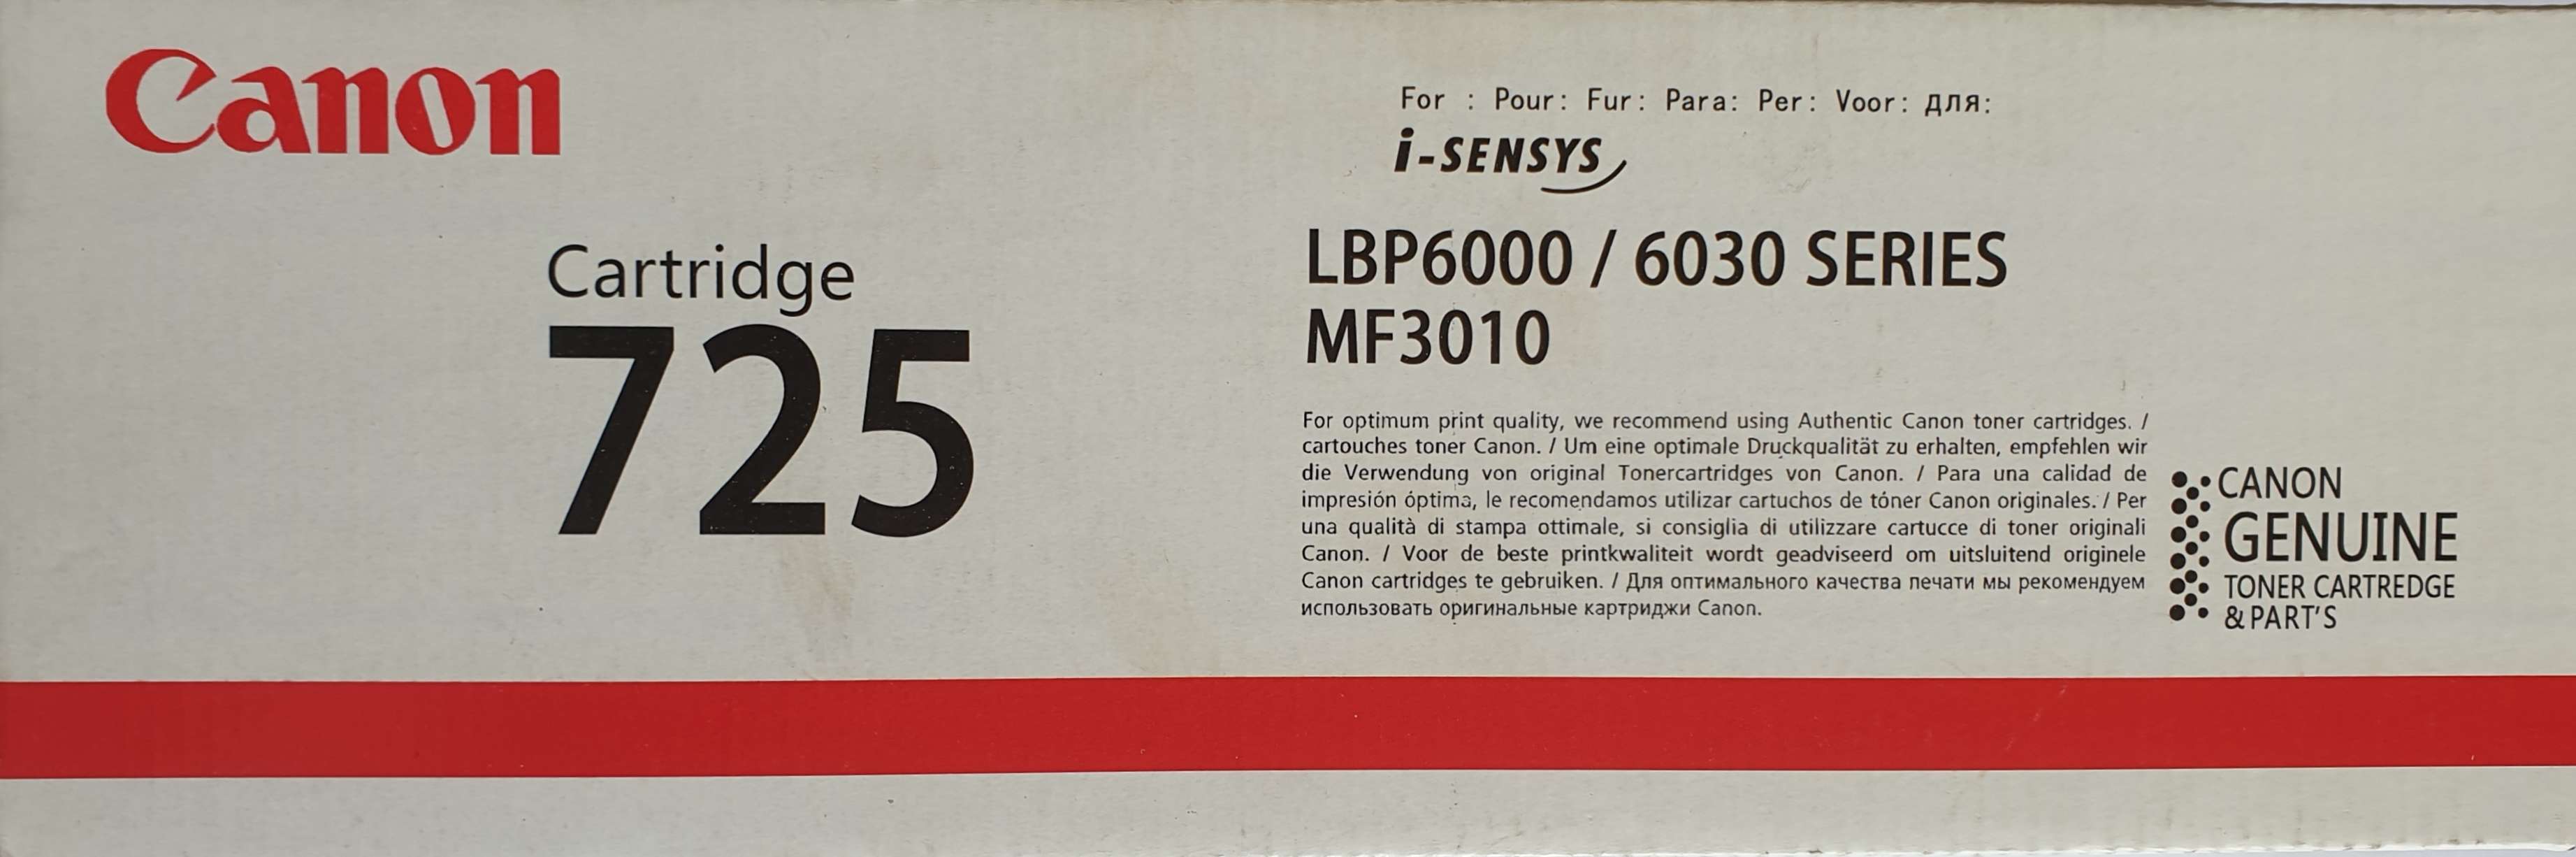 Canon
Cartridge
725
For : Pour: Fur: Para: Per: Voor: для:
i-SENSYS
LBP6000 / 6030 SERIES
MF3010
For optimum print quality, we recommend using Authentic Canon toner cartridges. /
cartouches toner Canon. / Um eine optimale Druckqualität zu erhalten, empfehlen wir
die Verwendung von original Tonercartridges von Canon. / Para una calidad de
impresión óptima, le recomendamos utilizar cartuchos de tóner Canon originales. / Per
una qualità di stampa ottimale, si consiglia di utilizzare cartucce di toner originali
Canon. / Voor de beste printkwaliteit wordt geadviseerd om uitsluitend originele
Canon cartridges te gebruiken. / Для оптимального качества печати мы рекомендуем
использовать оригинальные картриджи Canon.
CANON
GENUINE
TONER CARTREDGE
& PART'S